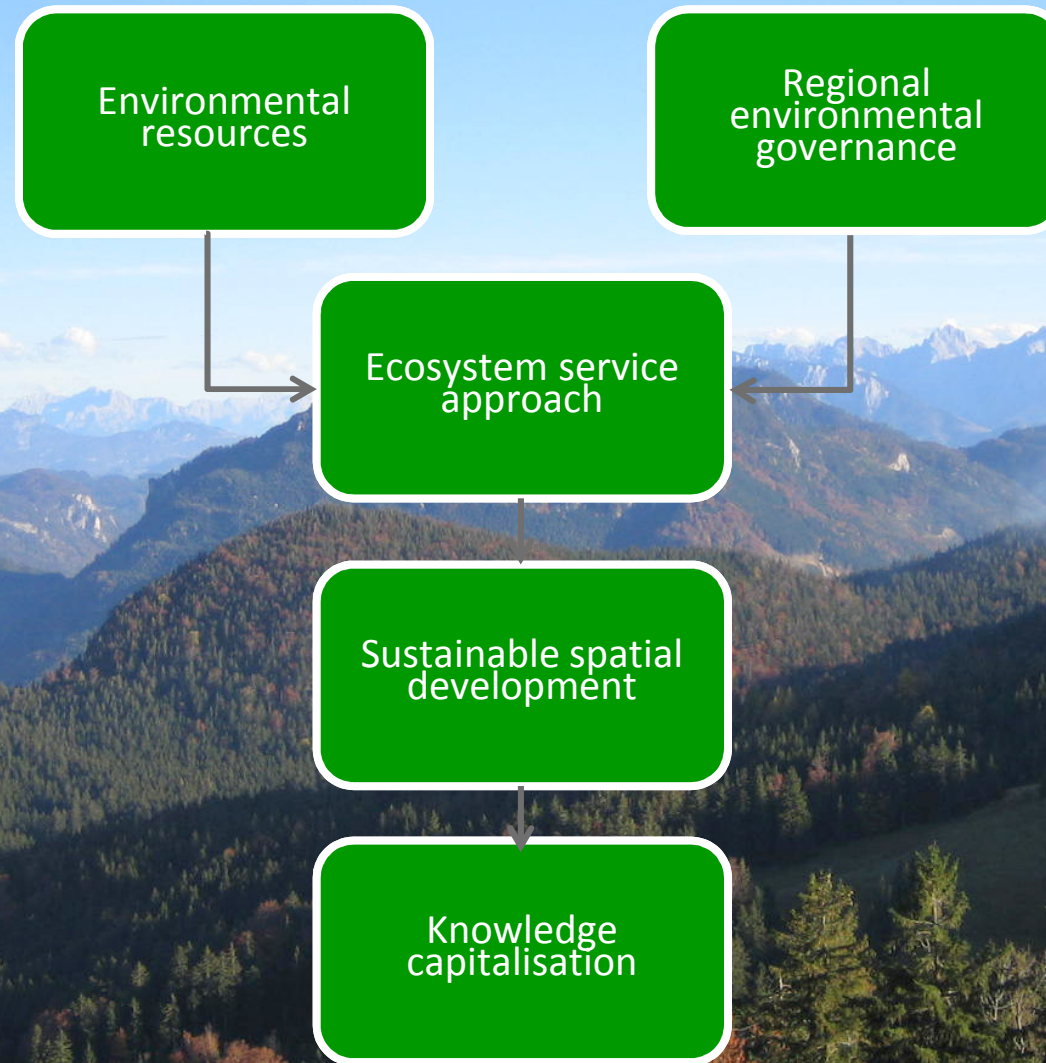 Environmental
resources
Regional
environmental
governance
Ecosystem service
approach
Sustainable spatial
development
Knowledge
capitalisation